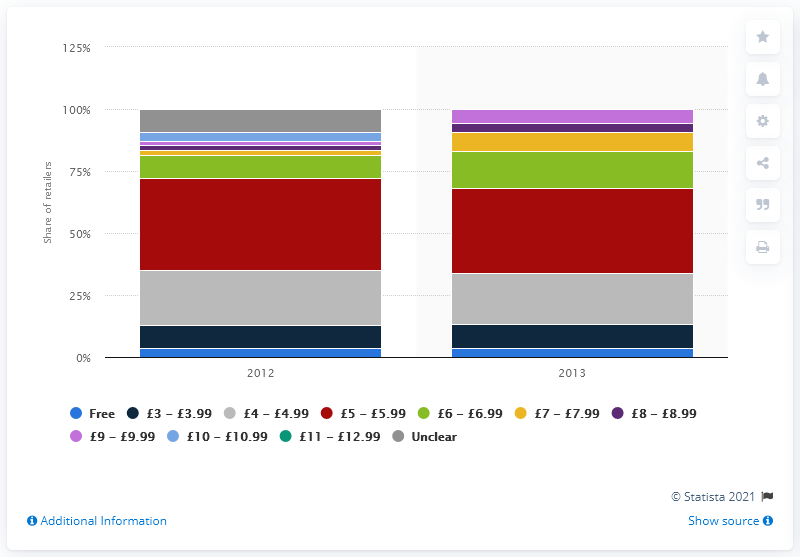 125%
100%
75%
50%
25%
0%
Share of retailers
2012
2013
Free £3 – £3.99 £4 – £4.99 £5 – £5.99 £6 – £6.99 £7 – £7.99 £8 – £8.99
£9 – £9.99 £10 – £10.99 £11 – £12.99 Unclear
© Statista 2021
Additional Information
Show source